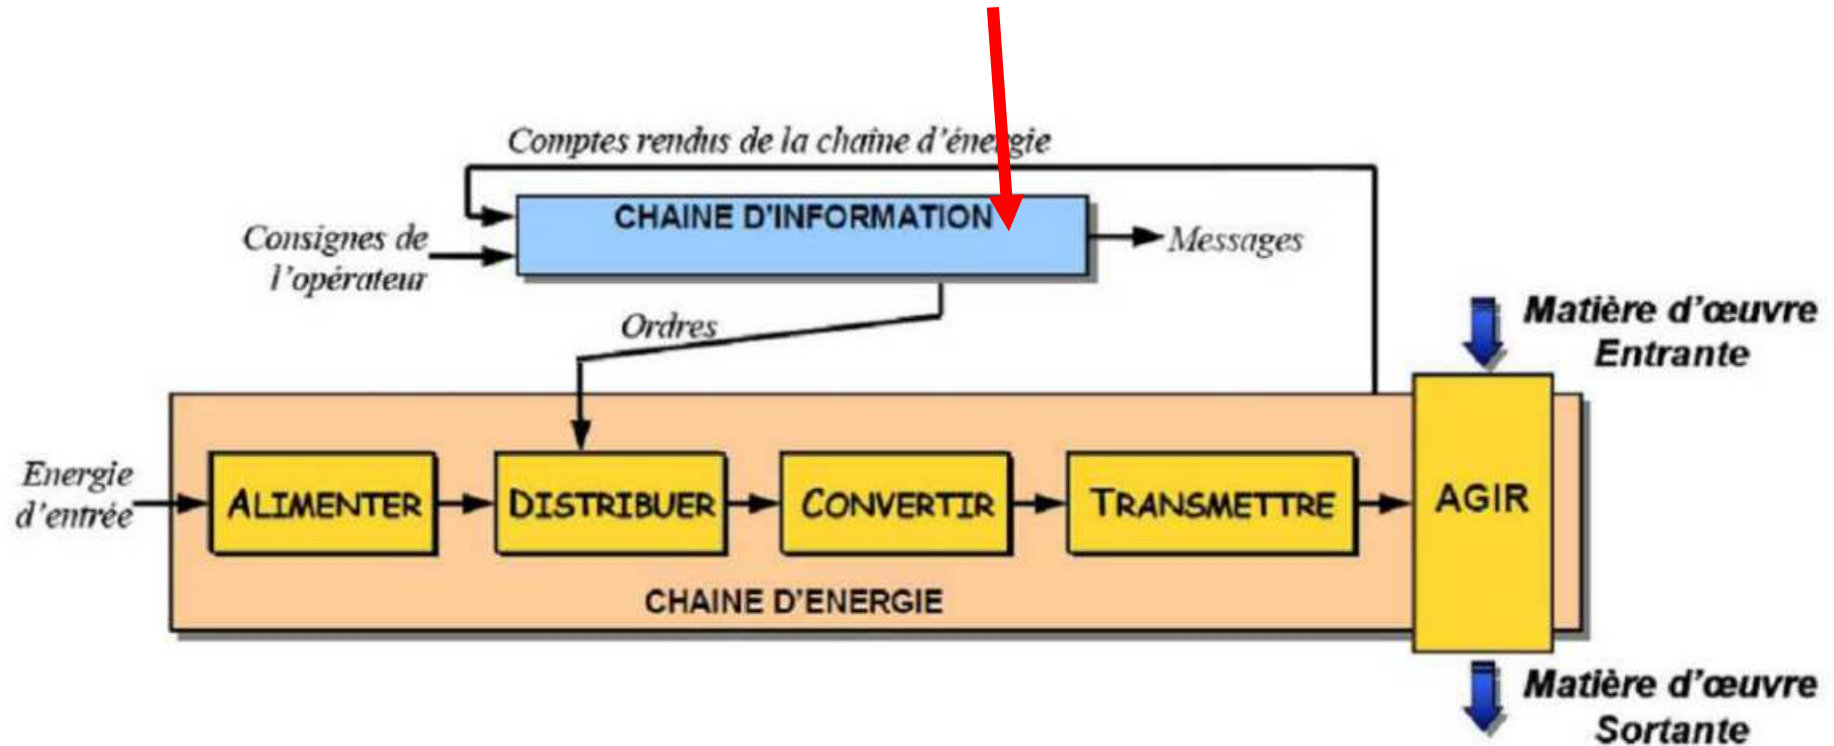 Comptes rendus de la chaîne d'énergie
CHAINE D'INFORMATION
Consignes de
l'opérateur
Messages
Ordres
Matière d'œuvre
Entrante
Energie
d'entrée
ALIMENTER
DISTRIBUER
CONVERTIR
TRANSMETTRE
AGIR
CHAINE D'ENERGIE
Matière d'œuvre
Sortante